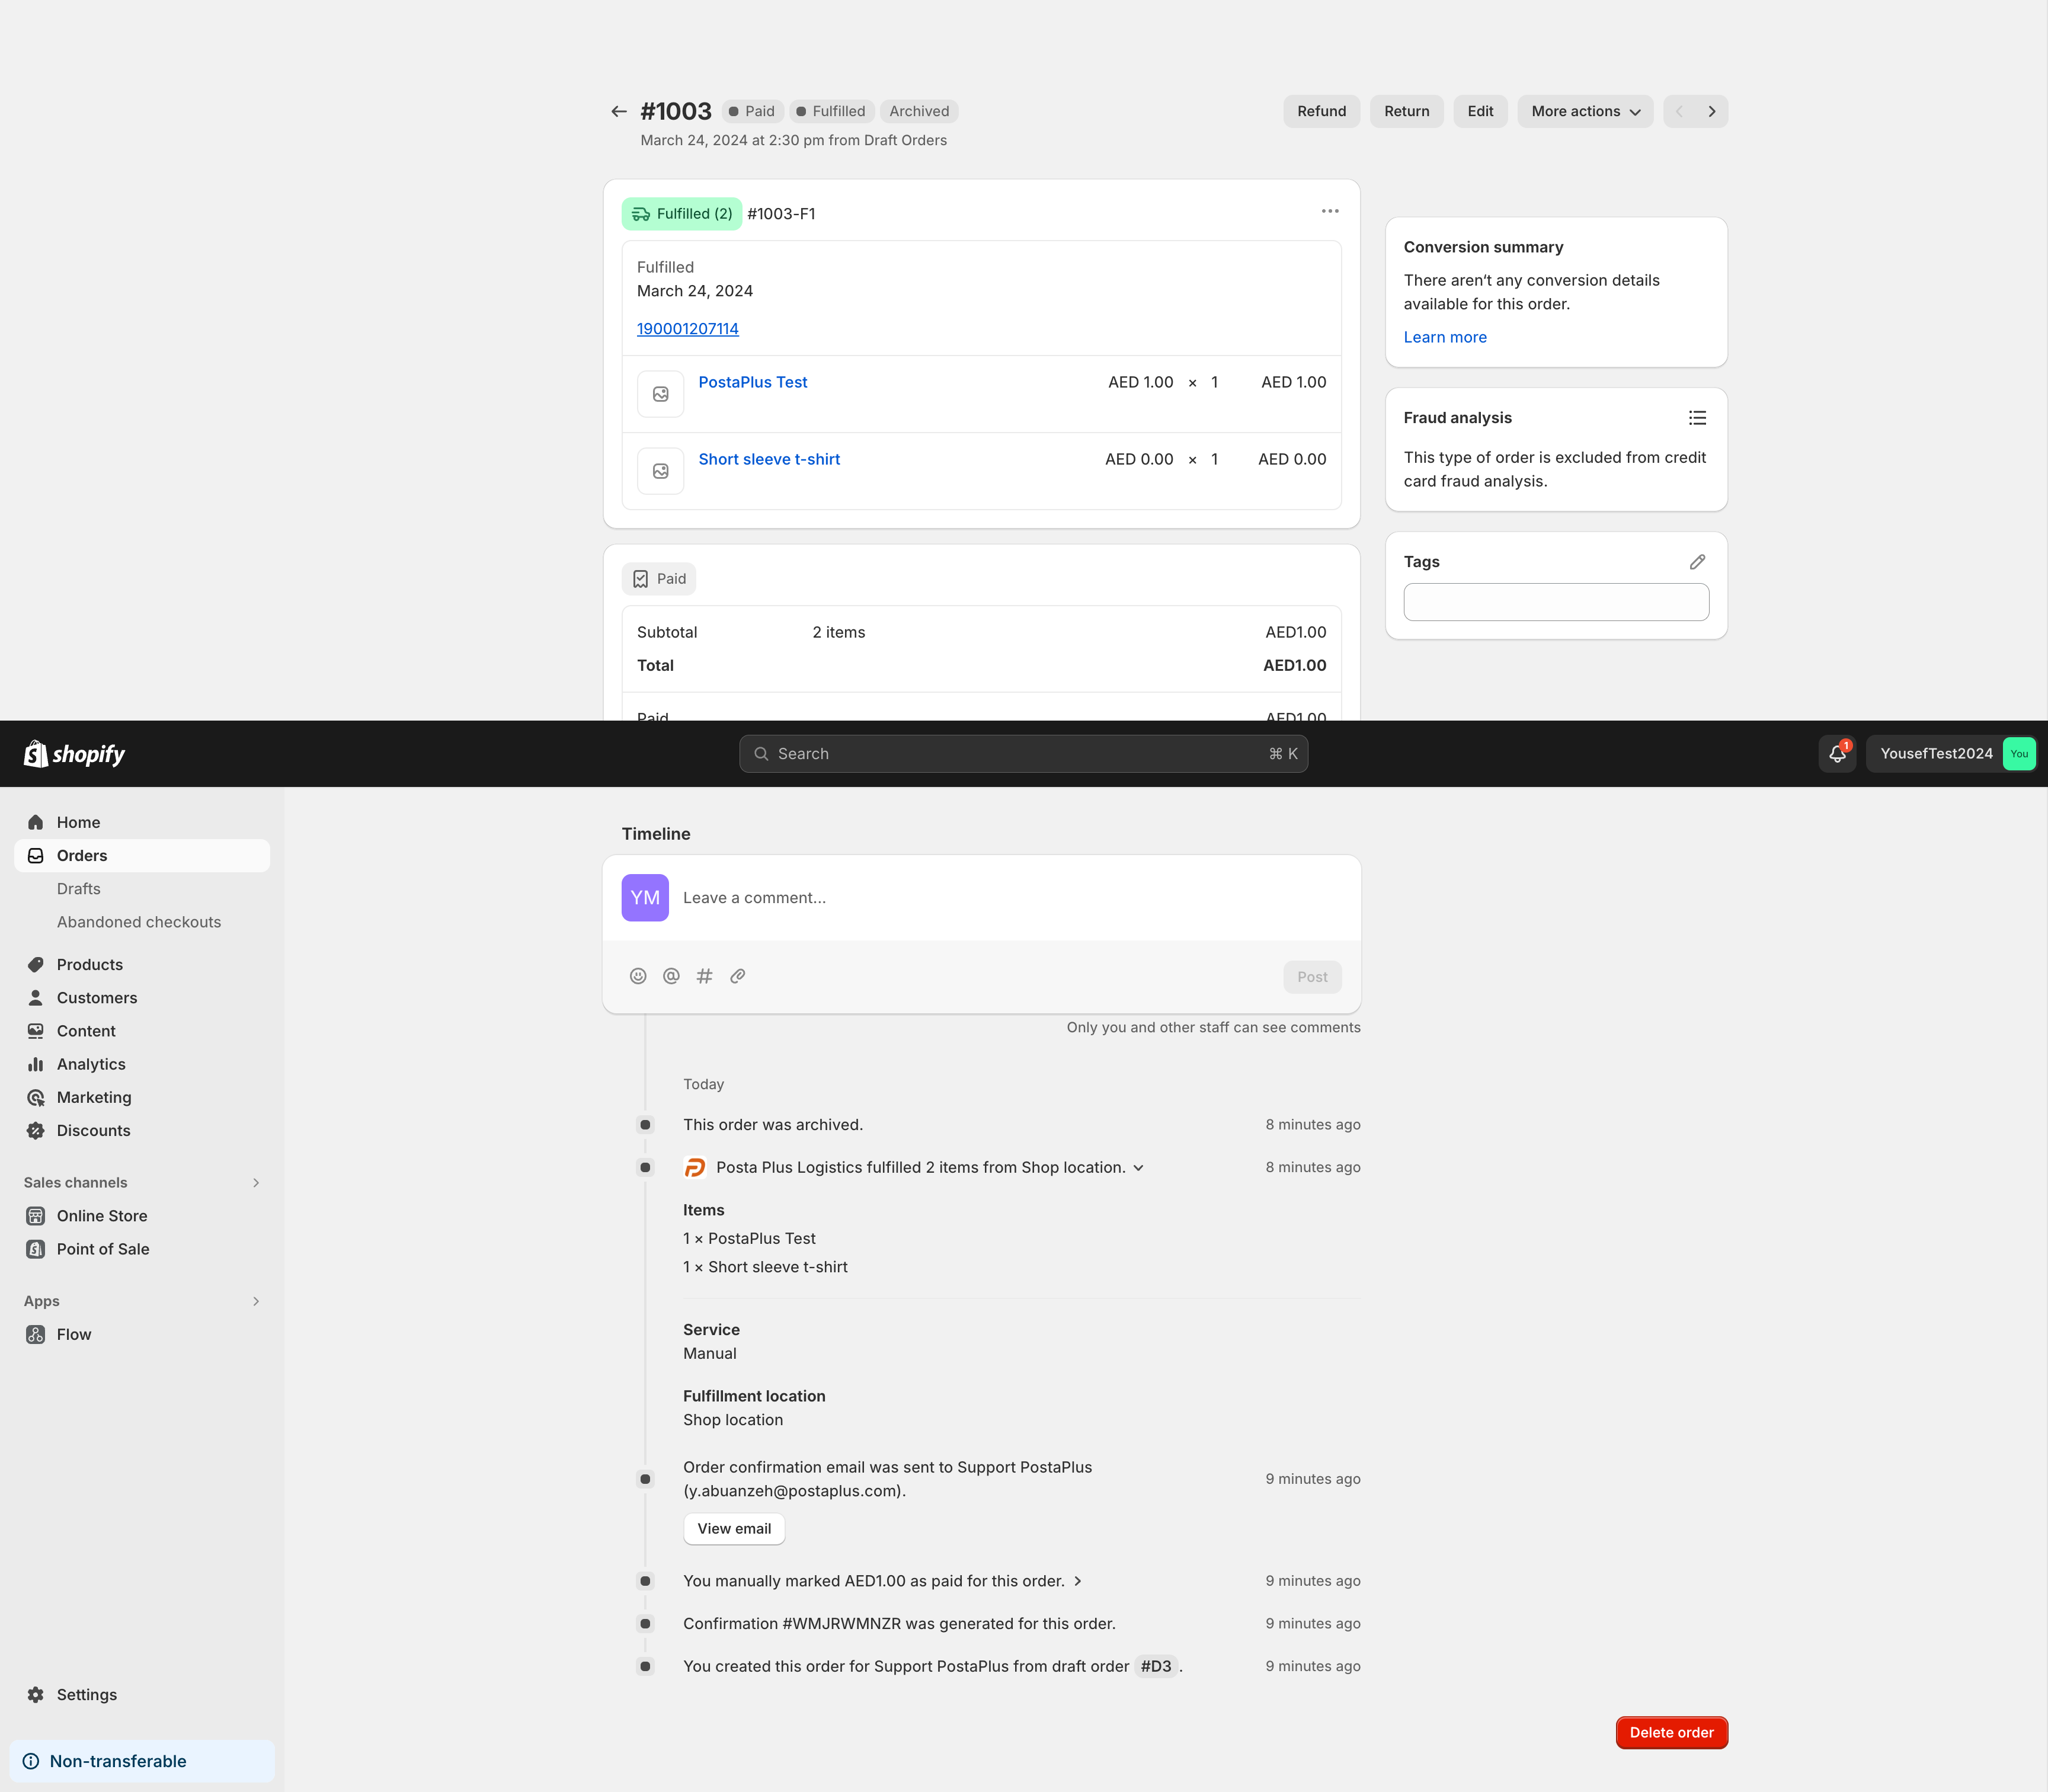 #1003 Paid Fulfilled Archived
March 24, 2024 at 2:30 pm from Draft Orders
Refund Return Edit More actions
Fulfilled (2) #1003-F1
Fulfilled
March 24, 2024
190001207114
PostaPlus Test AED 1.00 × 1 AED 1.00
Short sleeve t-shirt AED 0.00 × 1 AED 0.00
Paid
Subtotal 2 items AED1.00
Total AED1.00
Paid AED1.00
Conversion summary
There aren't any conversion details
available for this order.
Learn more
Fraud analysis
This type of order is excluded from credit
card fraud analysis.
Tags
shopify Search ⌘ K 1 YousefTest2024 You
Home
Orders
Drafts
Abandoned checkouts
Products
Customers
Content
Analytics
Marketing
Discounts
Sales channels
Online Store
Point of Sale
Apps
Flow
Settings
Non-transferable
Timeline
YM Leave a comment...
Post
Only you and other staff can see comments
Today
This order was archived. 8 minutes ago
Posta Plus Logistics fulfilled 2 items from Shop location. 8 minutes ago
Items
1 × PostaPlus Test
1 × Short sleeve t-shirt
Service
Manual
Fulfillment location
Shop location
Order confirmation email was sent to Support PostaPlus
(y.abuanzeh@postaplus.com). 9 minutes ago
View email
You manually marked AED1.00 as paid for this order. 9 minutes ago
Confirmation #WMJRWMNZR was generated for this order. 9 minutes ago
You created this order for Support PostaPlus from draft order #D3 . 9 minutes ago
Delete order